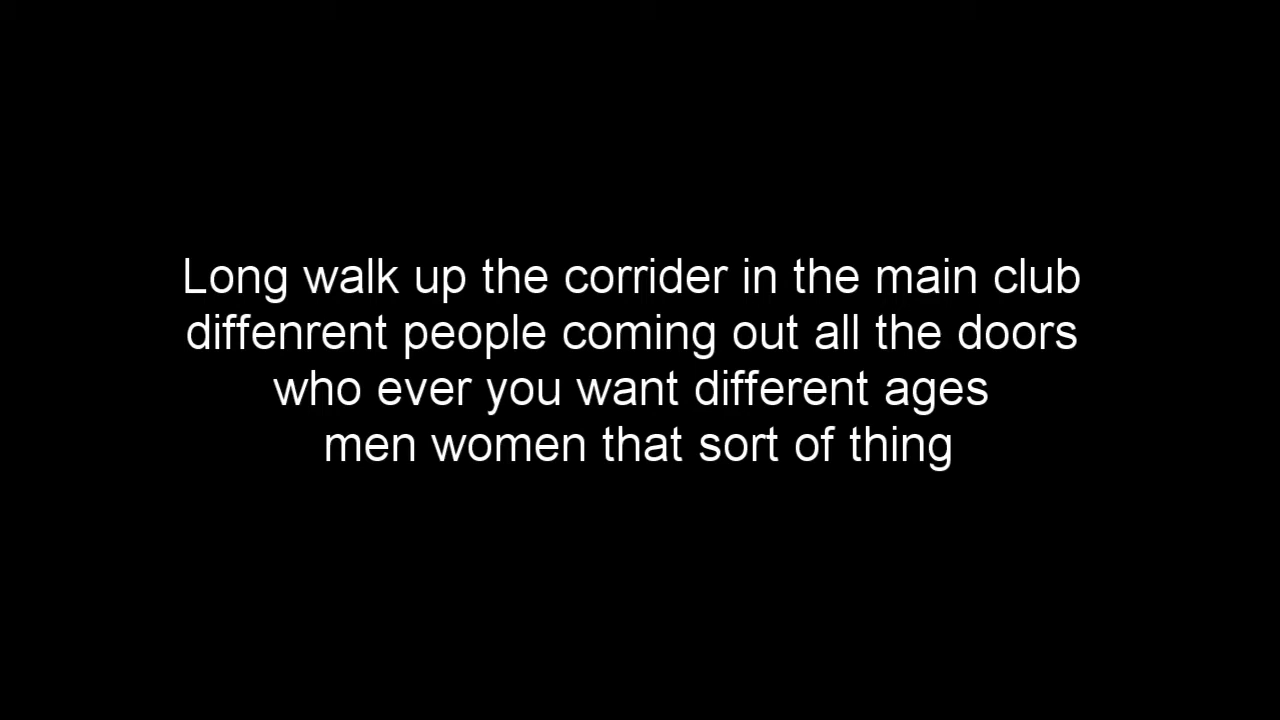 Long walk up the corrider in the main club
diffenrent people coming out all the doors
who ever you want different ages
men women that sort of thing